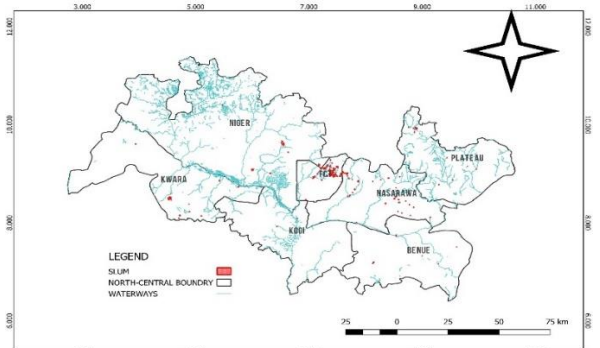 3.000 5.000 7.000 9.000 11.000
12.000 12.000
10.000 10.000
8.000 8.000
6.000 6.000
NIGER
PLATEAU
KWARA
NASARAWA
KOGI
BENUE
LEGEND
SLUM
NORTH-CENTRAL BOUNDRY
WATERWAYS
25 0 25 50 75 km